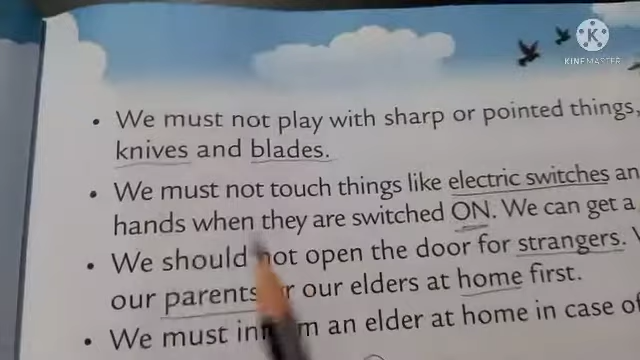 K
KINEMASTER
• We must not play with sharp or pointed things,
knives and blades.
• We must not touch things like electric switches an
hands when they are switched ON. We can get a
• We should not open the door for strangers.
our parents or our elders at home first.
• We must inform an elder at home in case of